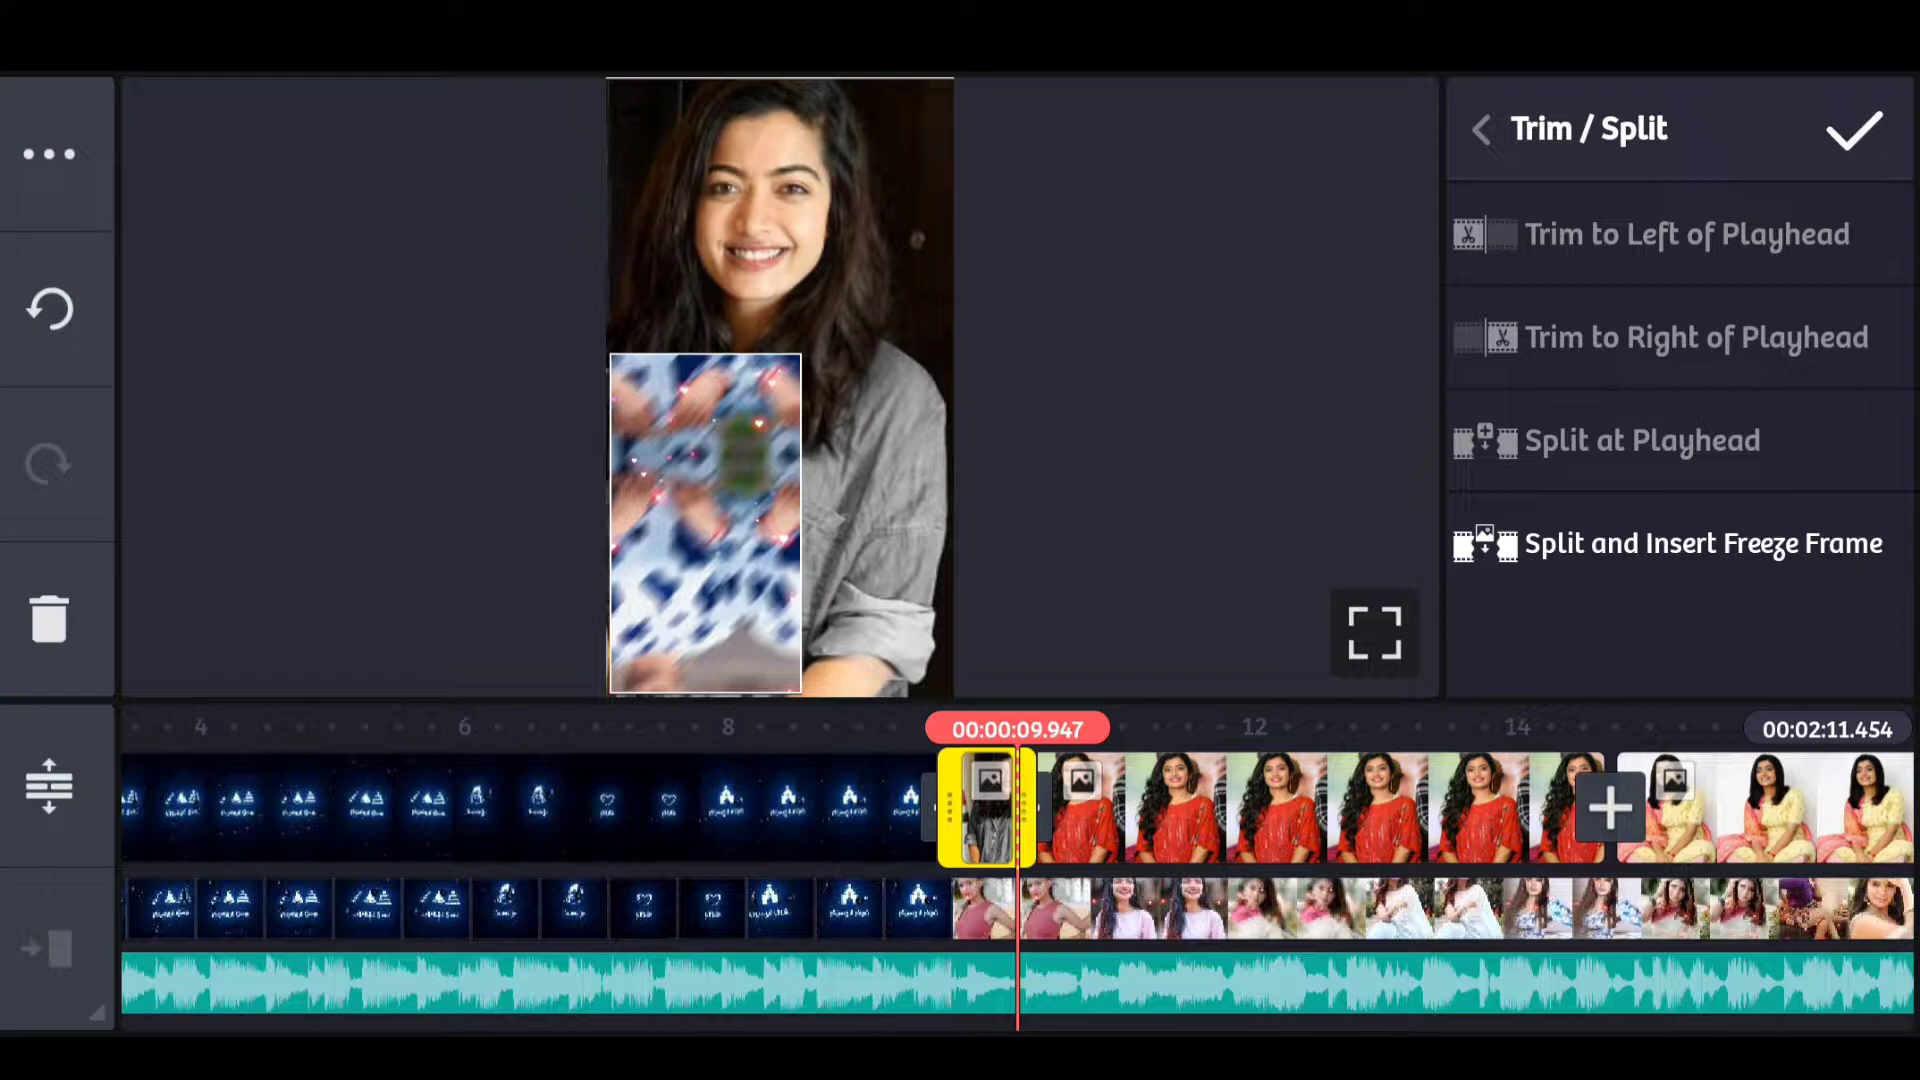 Trim / Split
Trim to Left of Playhead
Trim to Right of Playhead
Split at Playhead
Split and Insert Freeze Frame
4
6
8
00:00:09.947
12
14
00:02:11.454